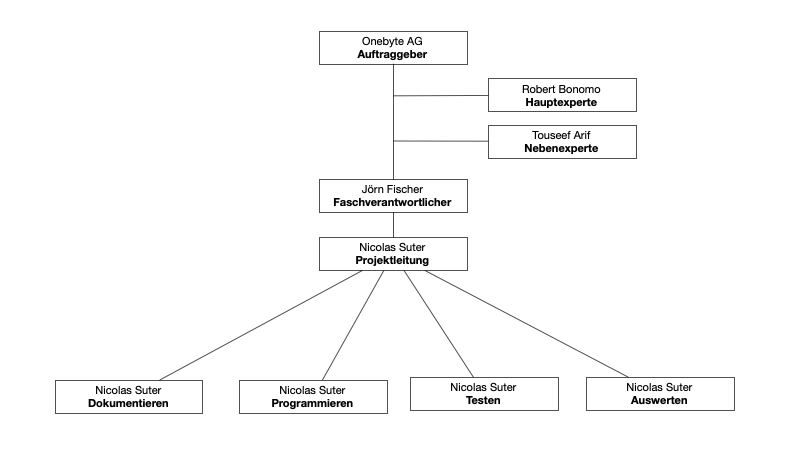 Onebyte AG
Auftraggeber
Robert Bonomo
Hauptexperte
Touseef Arif
Nebenexperte
Jörn Fischer
Faschverantwortlicher
Nicolas Suter
Projektleitung
Nicolas Suter
Dokumentieren
Nicolas Suter
Programmieren
Nicolas Suter
Testen
Nicolas Suter
Auswerten